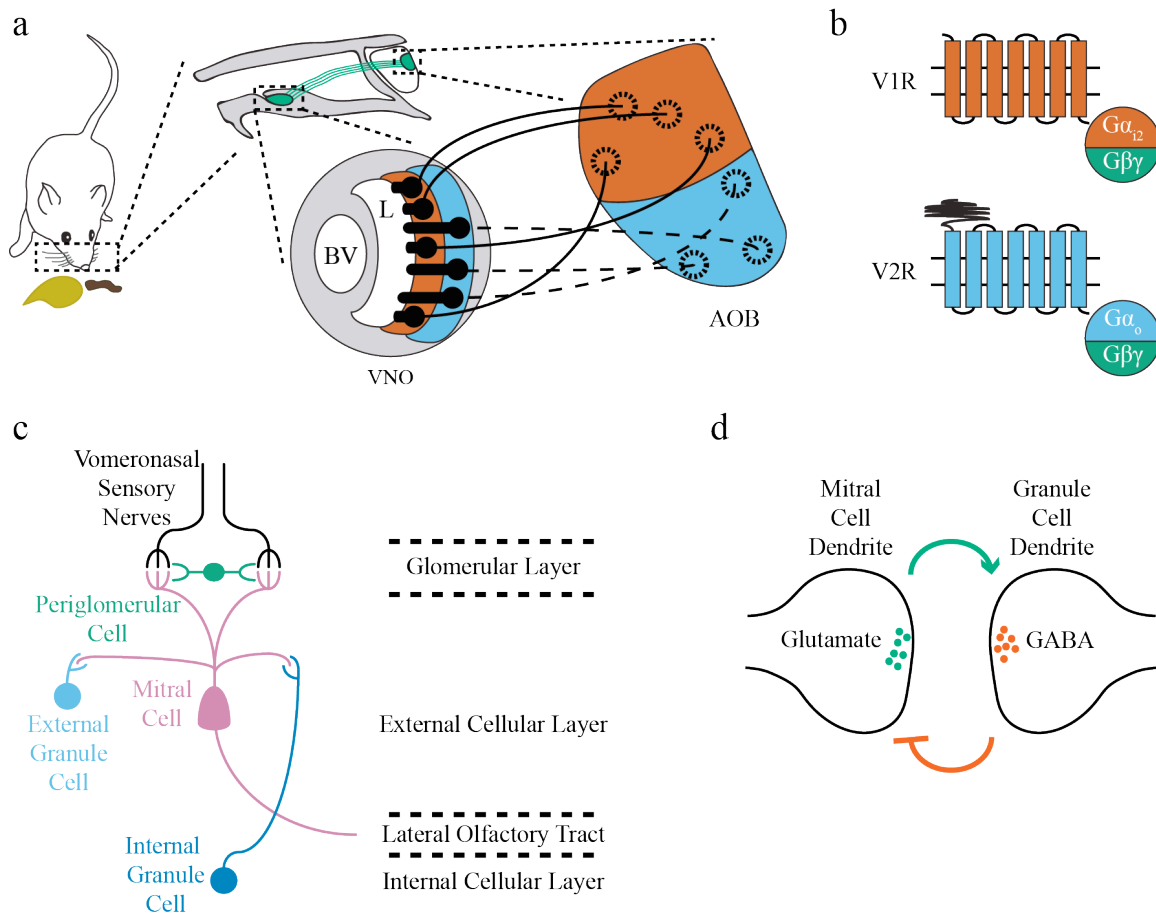 a
L
BV
VNO
AOB
b
V1R
Gαi2
Gβγ
V2R
Gαo
Gβγ
c
Vomeronasal
Sensory
Nerves
Periglomerular
Cell
Mitral
Cell
External
Granule
Cell
Internal
Granule
Cell
Glomerular Layer
External Cellular Layer
Lateral Olfactory Tract
Internal Cellular Layer
d
Mitral
Cell
Dendrite
Granule
Cell
Dendrite
Glutamate
GABA